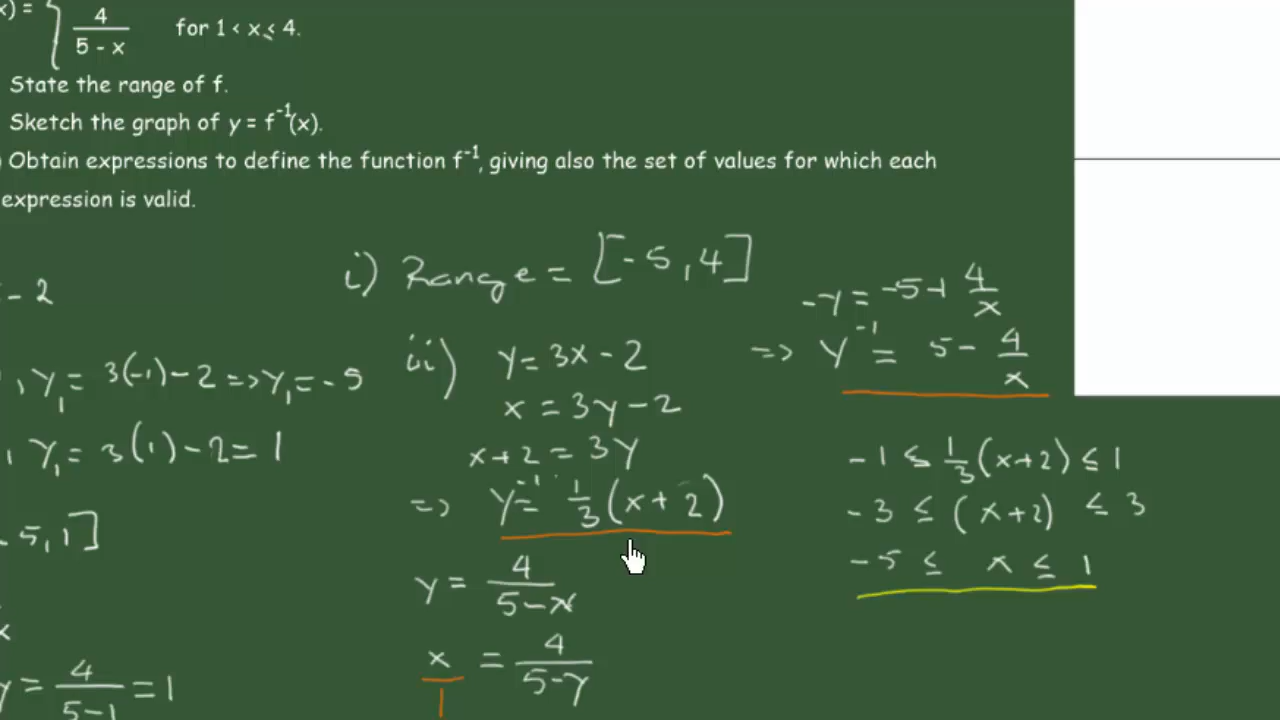 x) = { 4/(5 - x) for 1 < x ≤ 4.
State the range of f.
Sketch the graph of y = f⁻¹(x).
) Obtain expressions to define the function f⁻¹, giving also the set of values for which each
expression is valid.
- 2
, y₁ = 3(-1) - 2 => y₁ = -5
, y₁ = 3(1) - 2 = 1
- 5, 1]
x
y = 4/(5-1) = 1
i) Range = [-5, 4]
iii) y = 3x - 2
x = 3y - 2
x + 2 = 3y
=> y⁻¹ = 1/3 (x + 2)
y = 4/(5-x)
x/1 = 4/(5-y)
-y = -5 + 4/x
=> y⁻¹ = 5 - 4/x
-1 ≤ 1/3 (x+2) ≤ 1
-3 ≤ (x+2) ≤ 3
-5 ≤ x ≤ 1